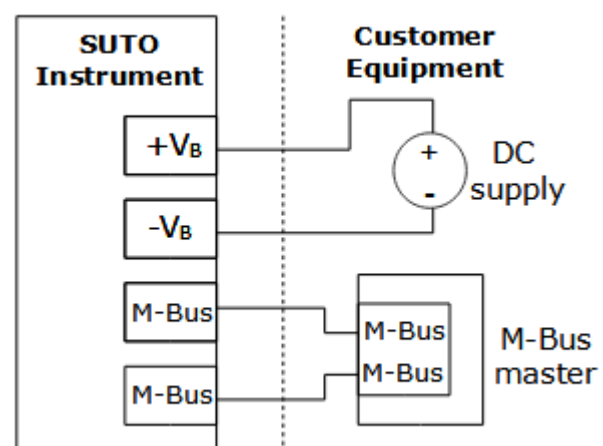 SUTO
Instrument
Customer
Equipment
+VB
-VB
M-Bus
M-Bus
+
-
DC
supply
M-Bus
M-Bus
M-Bus
master